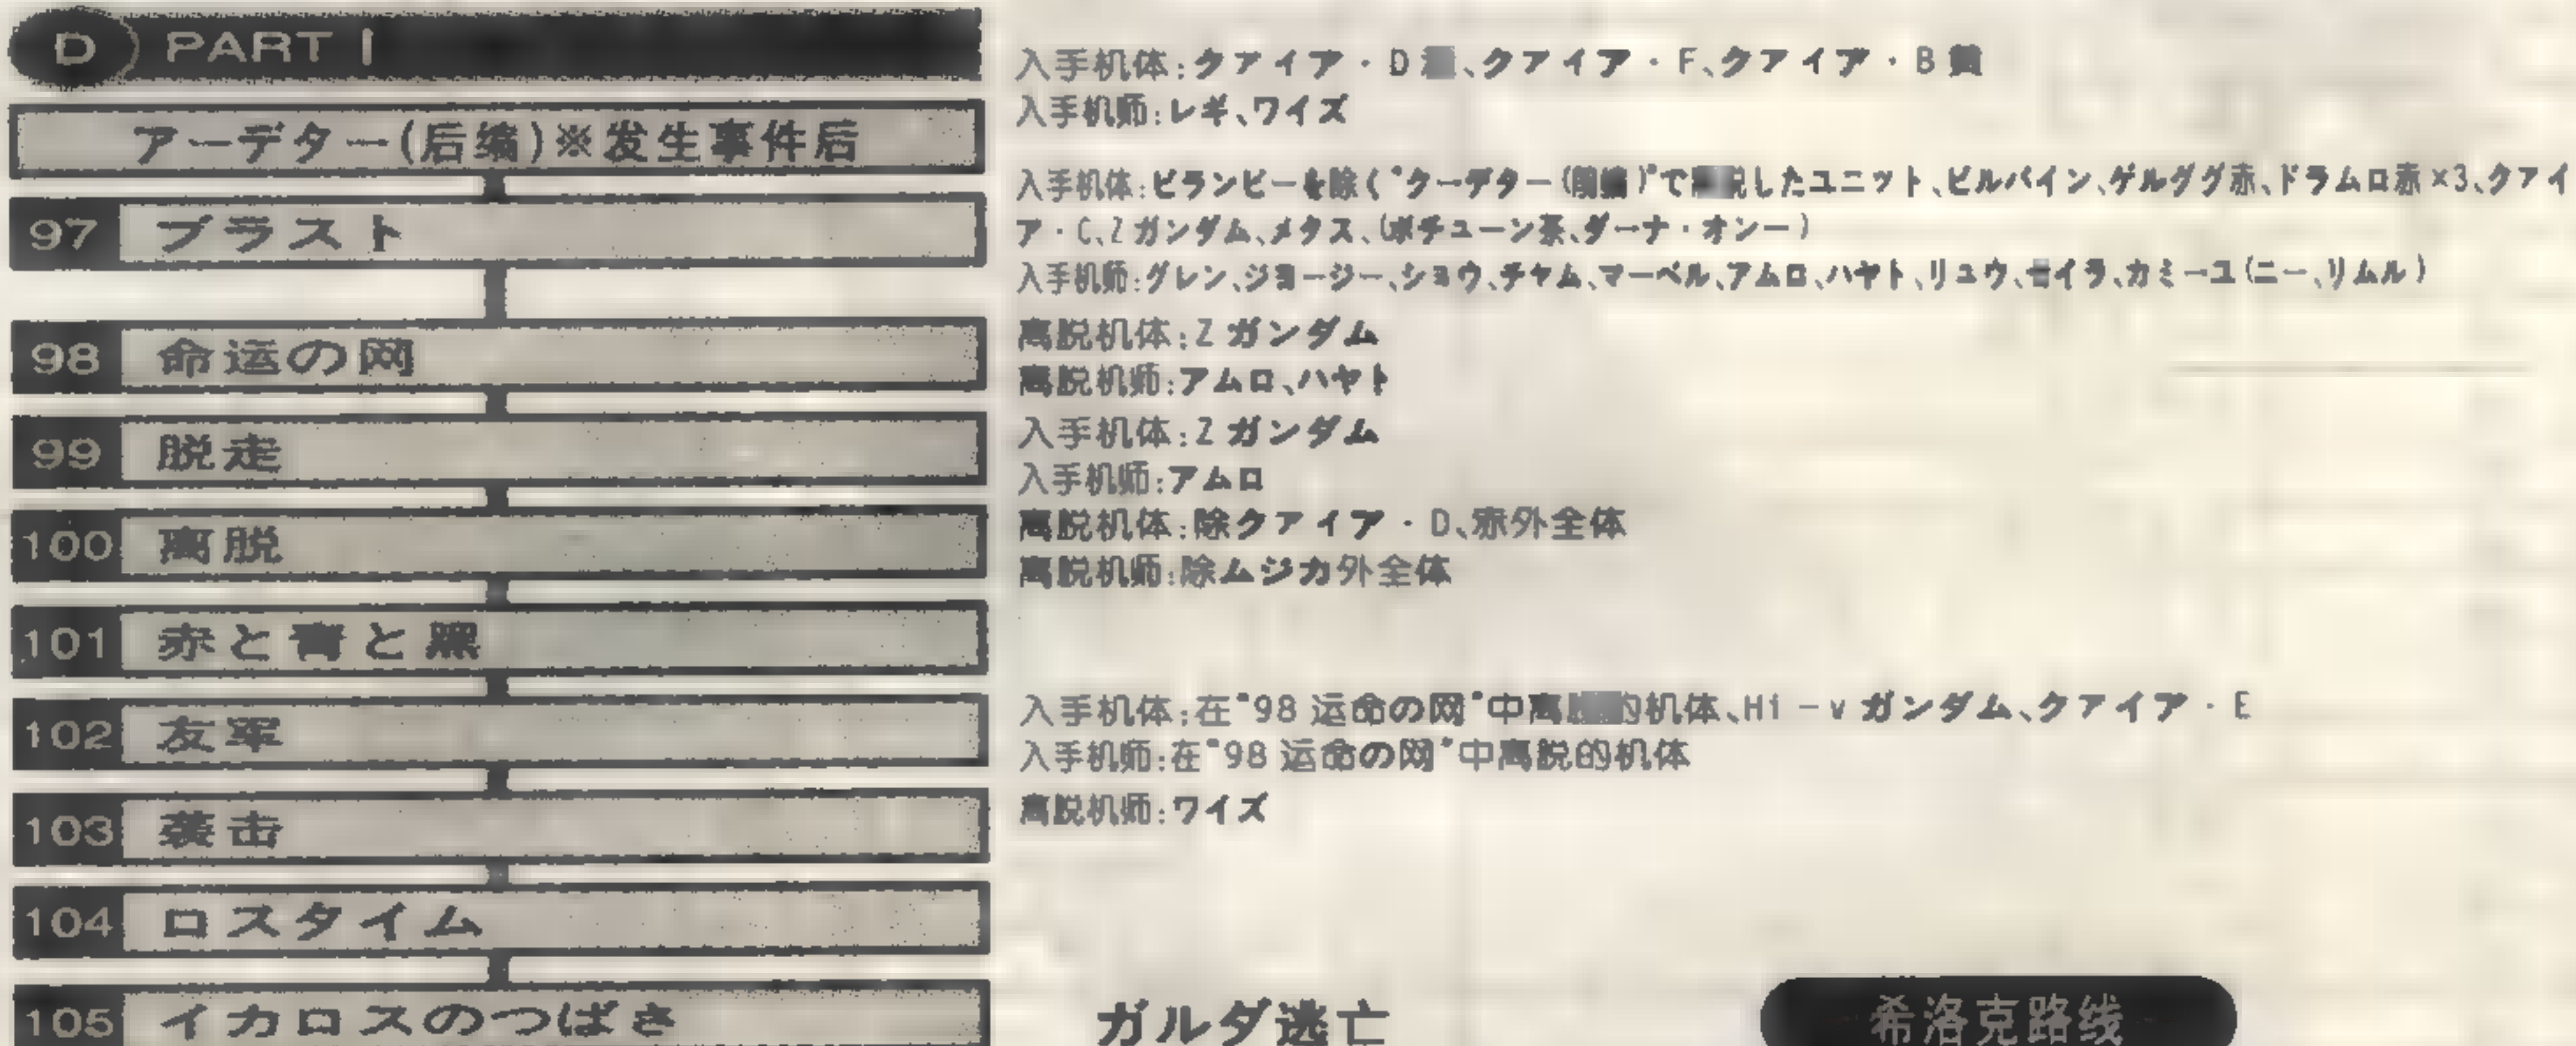 D PART I
入手机体:クァイア・D 、クァイア・F、クァイア・B
入手机师:レギ、ワイズ
アーデター(后编)※发生事件后
入手机体:ビランビーを除く"クーデター(前编)"で したユニット、ビルバイン、ゲルググ赤、ドラムロ赤×3、クァイ
97 ブラスト
ア・C、Zガンダム、メタス、(ボチューン系、ダーナ・オシー)
入手机师:グレン、ジョージー、ショウ、チャム、マーベル、アムロ、ハヤト、リュウ、セイラ、カミーユ(ニー、リムル)
98 命运の网
离脱机体:Zガンダム
离脱机师:アムロ、ハヤト
99 脱走
入手机体:Zガンダム
入手机师:アムロ
100 离脱
离脱机体:除クァイア・D、赤外全体
离脱机师:除ムジカ外全体
101 赤と青と黑
102 友军
入手机体:在"98 运命の网"中离脱的机体、Hi-vガンダム、クァイア・E
入手机师:在"98 运命の网"中离脱的机体
103 袭击
离脱机师:ワイズ
104 ロスタイム
105 イカロスのつばさ
ガルダ逃亡
希洛克路线